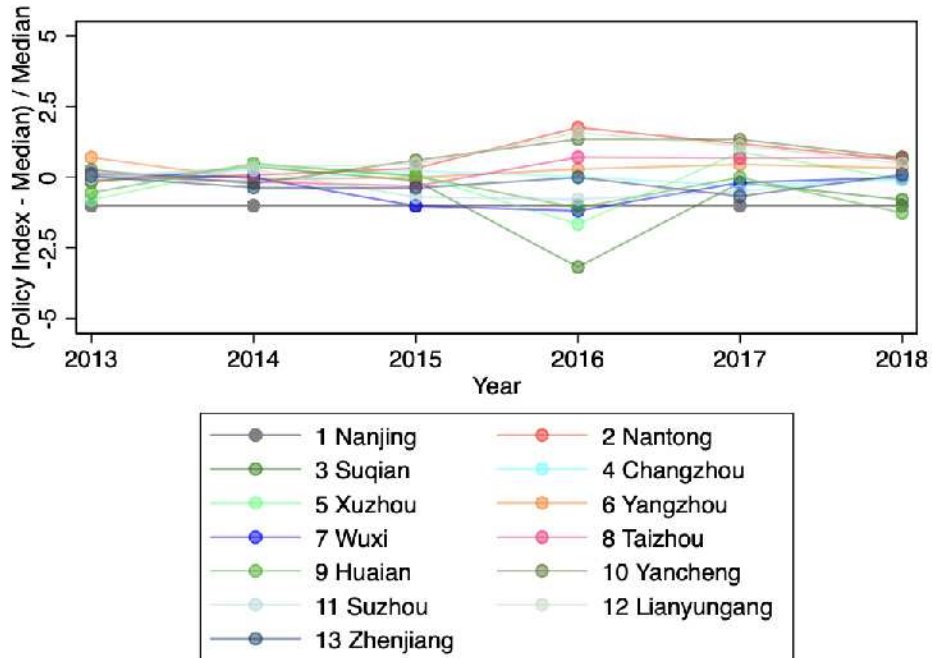 (Policy Index - Median) / Median
5
2.5
0
-2.5
-5
2013 2014 2015 2016 2017 2018
Year
1 Nanjing 2 Nantong
3 Suqian 4 Changzhou
5 Xuzhou 6 Yangzhou
7 Wuxi 8 Taizhou
9 Huaian 10 Yancheng
11 Suzhou 12 Lianyungang
13 Zhenjiang